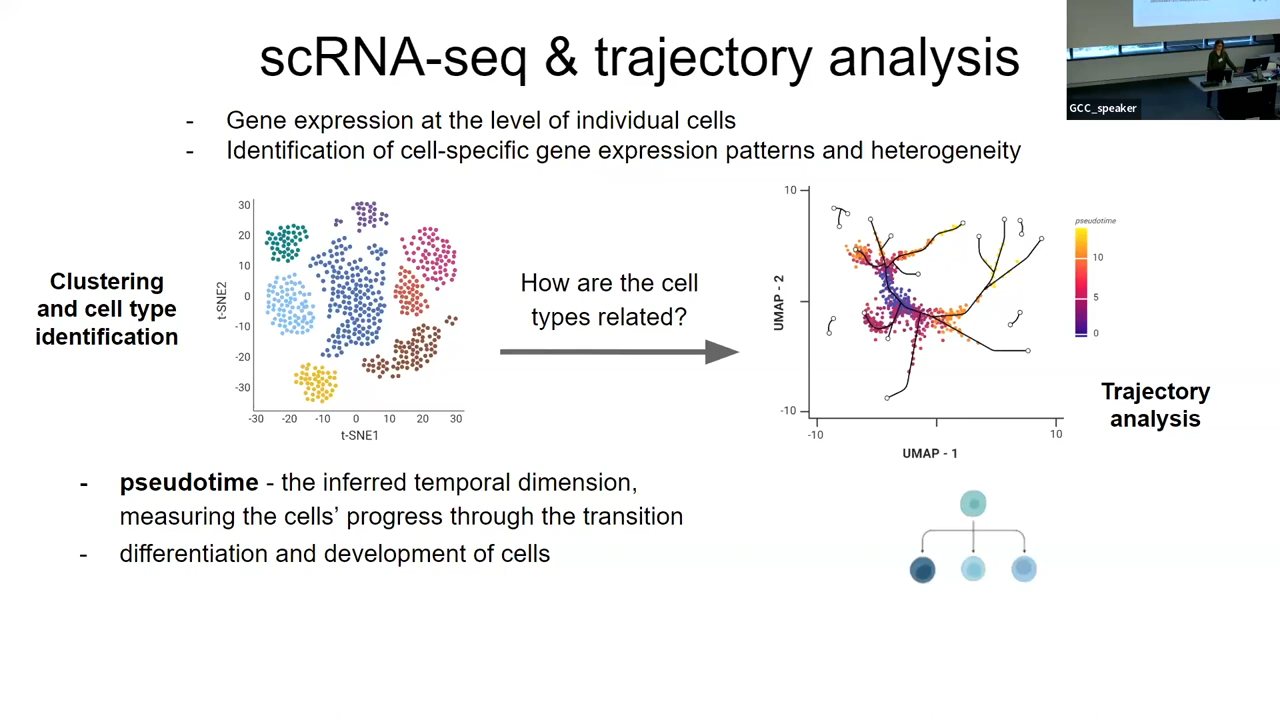 scRNA-seq & trajectory analysis
GCC_speaker
- Gene expression at the level of individual cells
- Identification of cell-specific gene expression patterns and heterogeneity
Clustering
and cell type
identification
30
20
10
0
-10
-20
-30
t-SNE2
-30 -20 -10 0 10 20 30
t-SNE1
How are the cell
types related?
10
-10
UMAP - 2
-10 10
UMAP - 1
pseudotime
10
5
0
Trajectory
analysis
- pseudotime - the inferred temporal dimension,
measuring the cells’ progress through the transition
- differentiation and development of cells